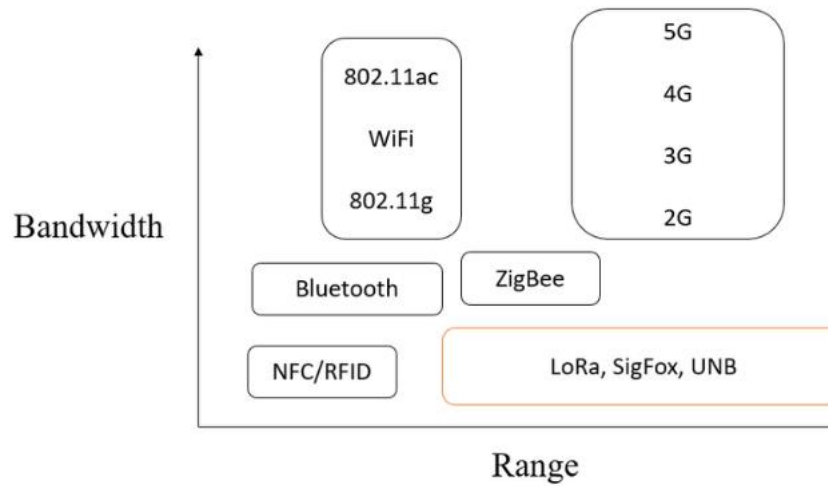 5G
802.11ac
4G
WiFi
3G
802.11g
2G
Bandwidth
ZigBee
Bluetooth
NFC/RFID
LoRa, SigFox, UNB
Range